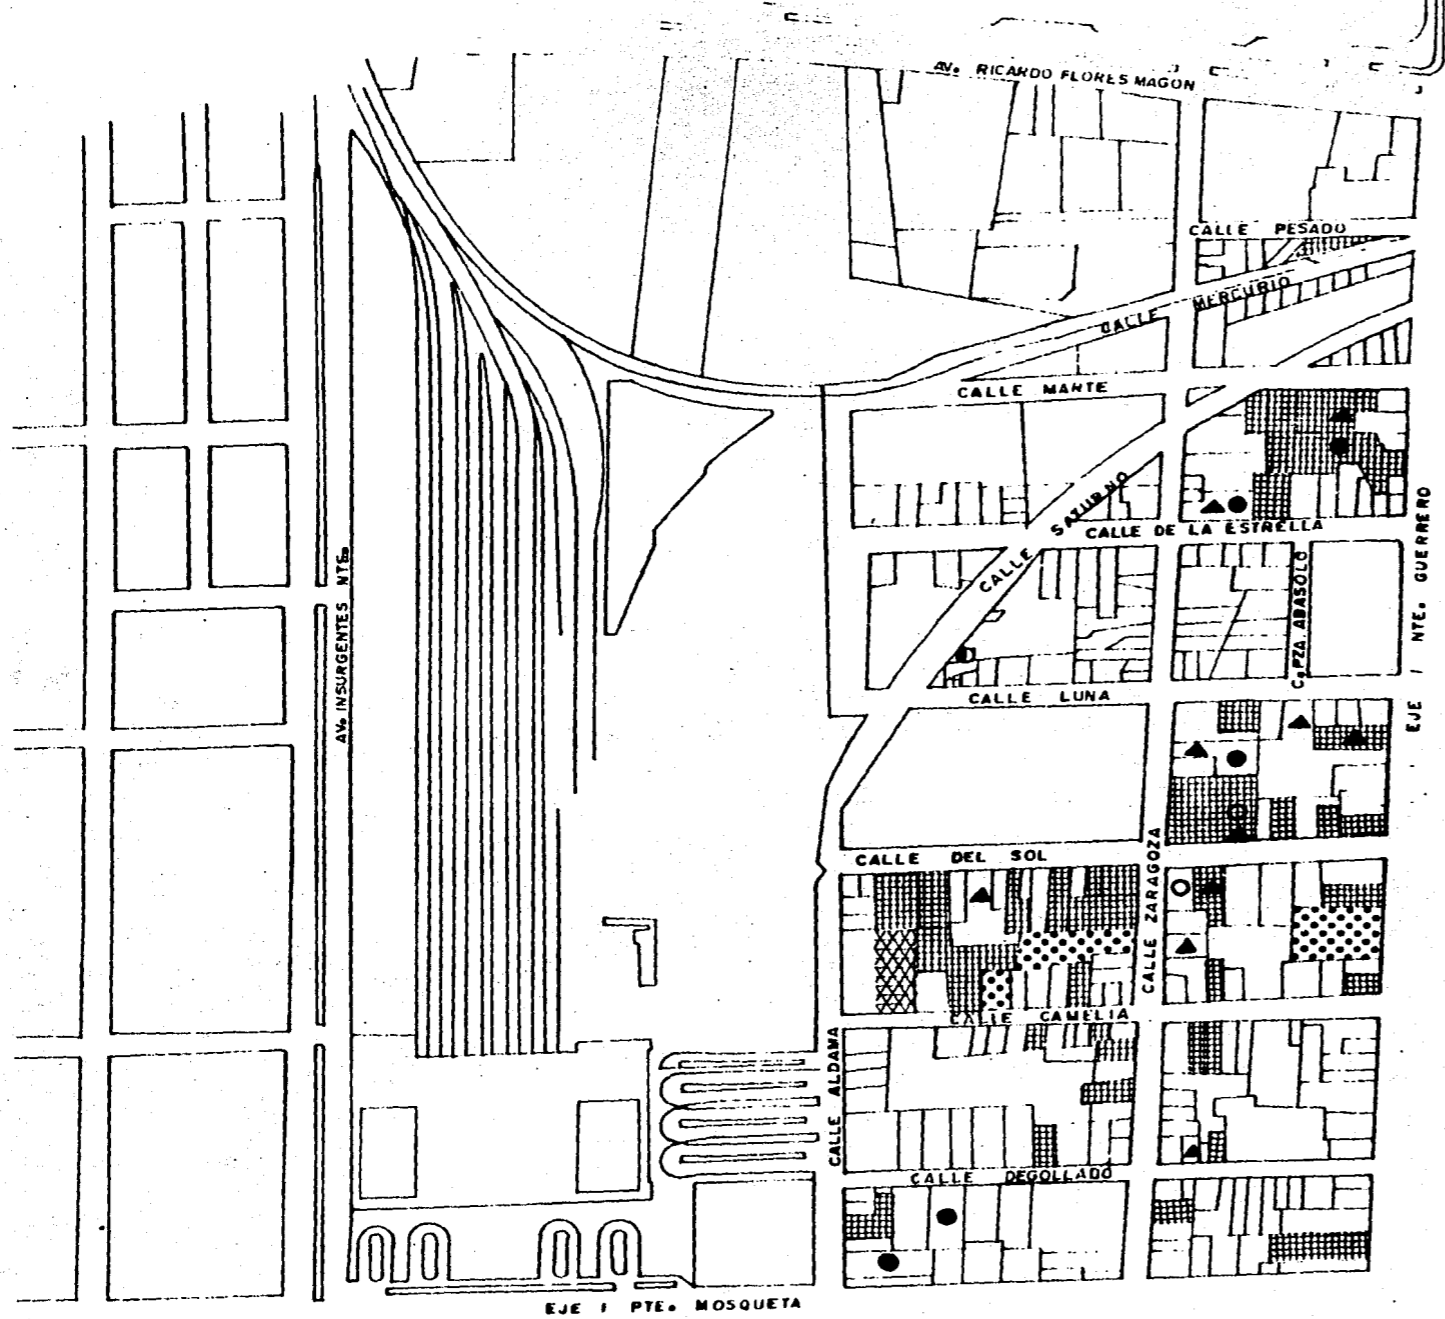 AV. RICARDO FLORES MAGON
CALLE PESADO
CALLE MERCURIO
CALLE MARTE
CALLE SATURNO
CALLE DE LA ESTRELLA
C. PZA. ABASOLO
EJE 1 NTE. GUERRERO
AV. INSURGENTES NTE.
CALLE LUNA
CALLE DEL SOL
CALLE ZARAGOZA
CALLE CAMELIA
CALLE ALDAMA
CALLE DEGOLLADO
EJE 1 PTE. MOSQUETA